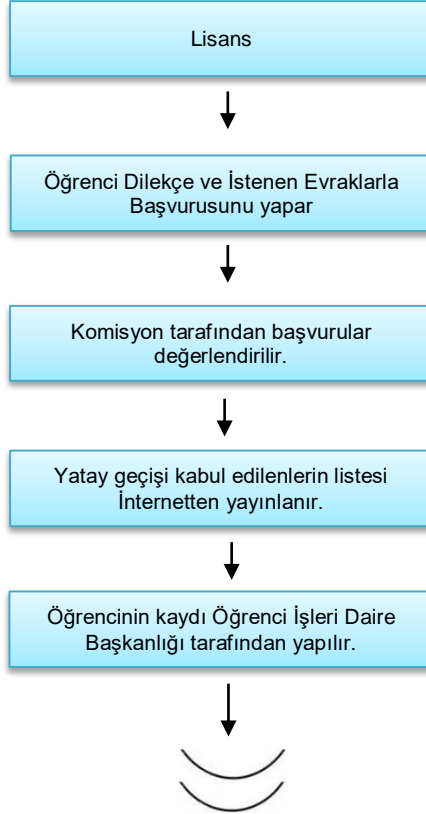 Lisans
Öğrenci Dilekçe ve İstenen Evraklarla
Başvurusunu yapar
Komisyon tarafından başvurular
değerlendirilir.
Yatay geçişi kabul edilenlerin listesi
İnternetten yayınlanır.
Öğrencinin kaydı Öğrenci İşleri Daire
Başkanlığı tarafından yapılır.